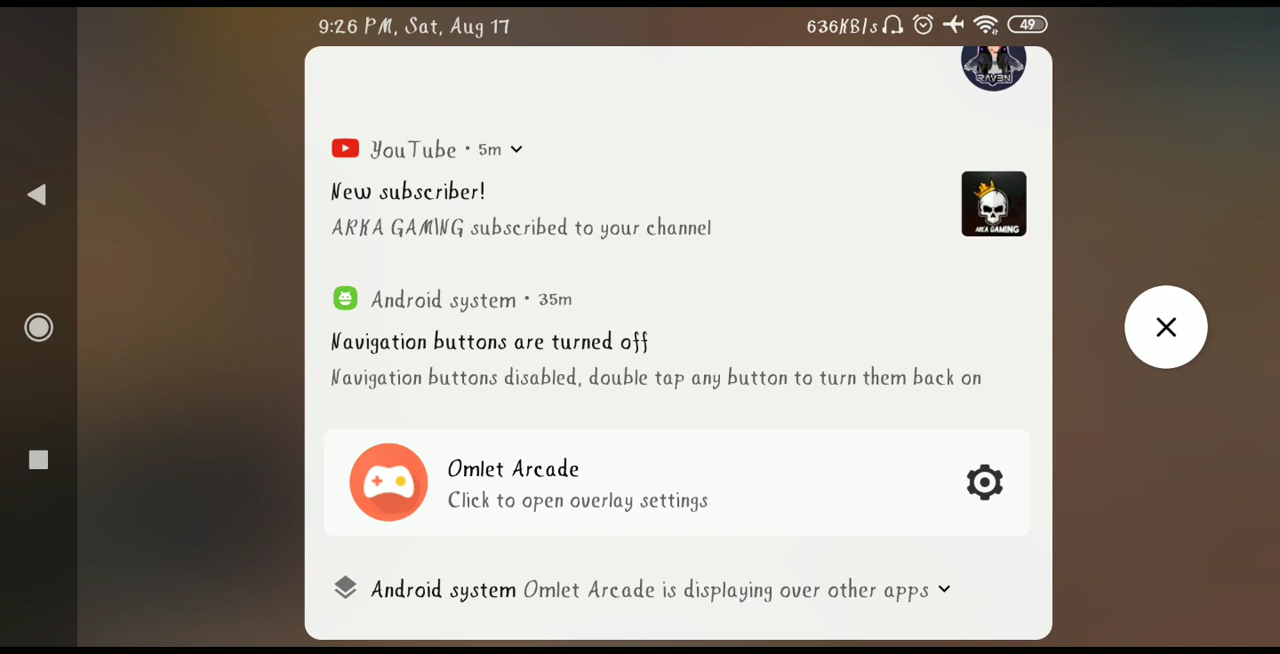 9:26 PM, Sat, Aug 17
636KB/s 49
RAVEN
YouTube • 5m
New subscriber!
ARKA GAMING subscribed to your channel
ARKA GAMING
Android system • 35m
Navigation buttons are turned off
Navigation buttons disabled, double tap any button to turn them back on
Omlet Arcade
Click to open overlay settings
Android system Omlet Arcade is displaying over other apps